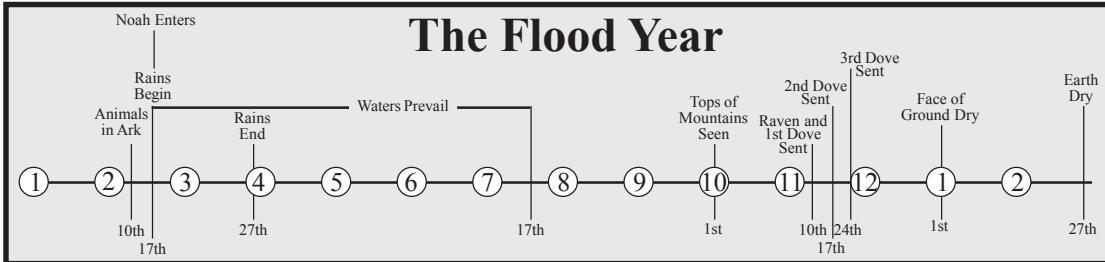 The Flood Year
Noah Enters
Rains
Begin
Animals
in Ark
Waters Prevail
Rains
End
Tops of
Mountains
Seen
Raven and
1st Dove
Sent
2nd Dove
Sent
3rd Dove
Sent
Face of
Ground Dry
Earth
Dry
1 2 3 4 5 6 7 8 9 10 11 12 1 2
10th
17th
27th
17th
1st
10th
17th
24th
1st
27th